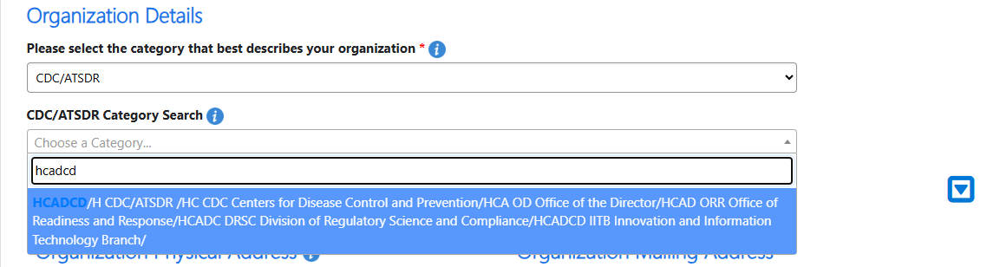 Organization Details
Please select the category that best describes your organization *
CDC/ATSDR
CDC/ATSDR Category Search
Choose a Category...
hcadcd
HCADCD/H CDC/ATSDR /HC CDC Centers for Disease Control and Prevention/HCA OD Office of the Director/HCAD ORR Office of
Readiness and Response/HCADC DRSC Division of Regulatory Science and Compliance/HCADCD IITB Innovation and Information
Technology Branch/
Organization Physical Address Organization Mailing Address